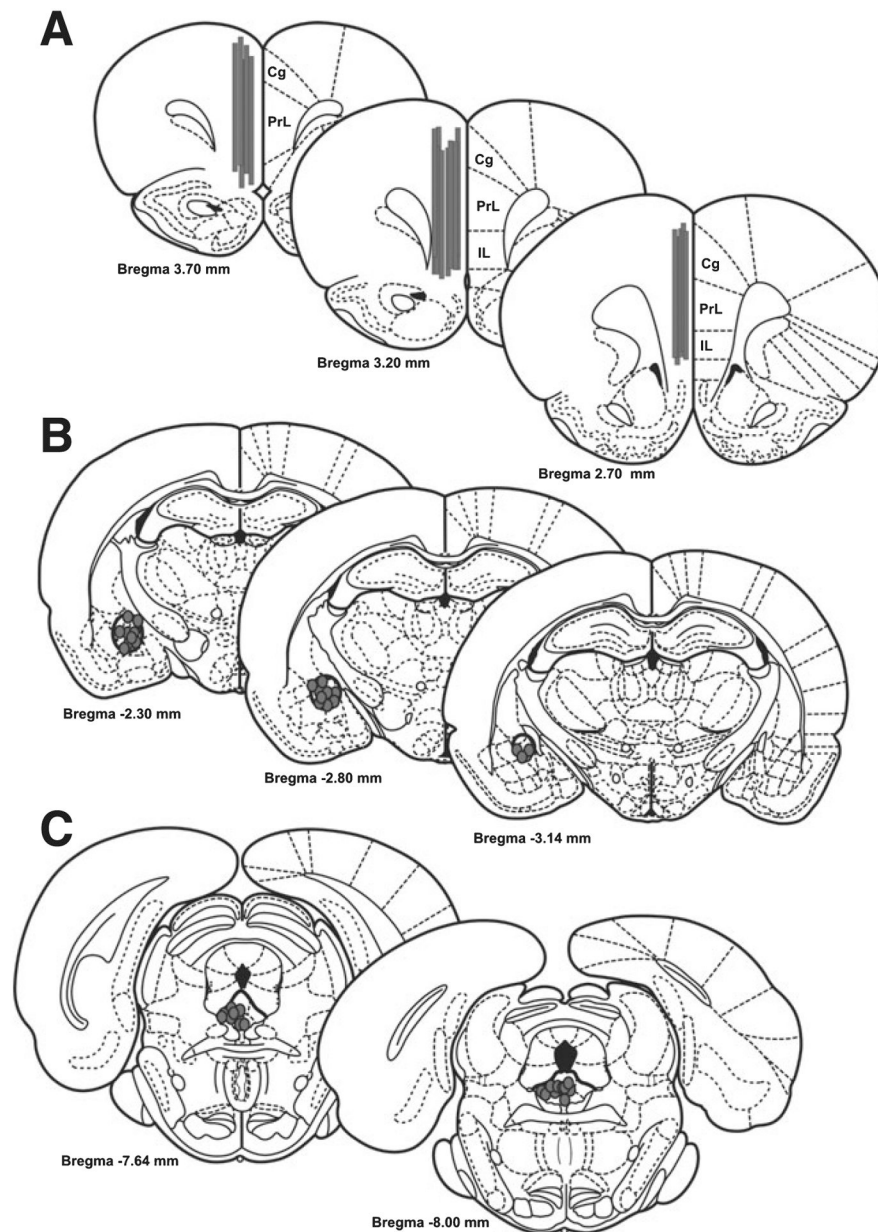 A
Cg
PrL
Bregma 3.70 mm
Cg
PrL
IL
Bregma 3.20 mm
Cg
PrL
IL
Bregma 2.70 mm
B
Bregma -2.30 mm
Bregma -2.80 mm
Bregma -3.14 mm
C
Bregma -7.64 mm
Bregma -8.00 mm